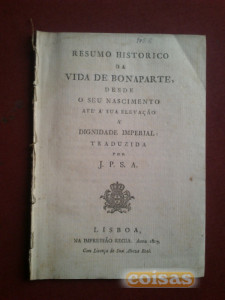 RESUMO HISTORICO
DA
VIDA DE BONAPARTE,
DESDE
O SEU NASCIMENTO
ATÉ Á SUA ELEVAÇÃO
Á
DIGNIDADE IMPERIAL:
TRADUZIDA
POR
J. P. S. A.
LISBOA,
NA IMPRESSÃO REGIA. Anno
Com Licença de Sua Alteza Real.
coisas